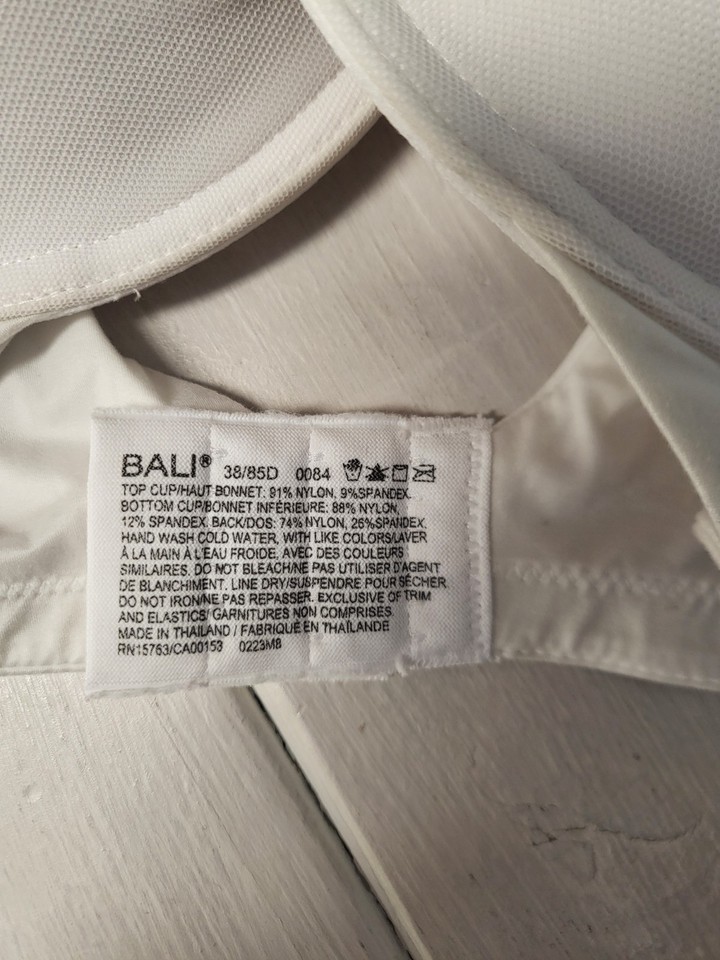 BALI® 38/85D 0084
TOP CUP/HAUT BONNET: 91% NYLON, 9%SPANDEX.
BOTTOM CUP/BONNET INFÉRIEURE: 88% NYLON,
12% SPANDEX. BACK/DOS: 74% NYLON, 26%SPANDEX.
HAND WASH COLD WATER, WITH LIKE COLORS/LAVER
À LA MAIN À L'EAU FROIDE, AVEC DES COULEURS
SIMILAIRES. DO NOT BLEACH/NE PAS UTILISER D'AGENT
DE BLANCHIMENT. LINE DRY/SUSPENDRE POUR SÉCHER.
DO NOT IRON/NE PAS REPASSER. EXCLUSIVE OF TRIM
AND ELASTICS/ GARNITURES NON COMPRISES.
MADE IN THAILAND / FABRIQUÉ EN THAÏLANDE
RN15763/CA00153 0223M8